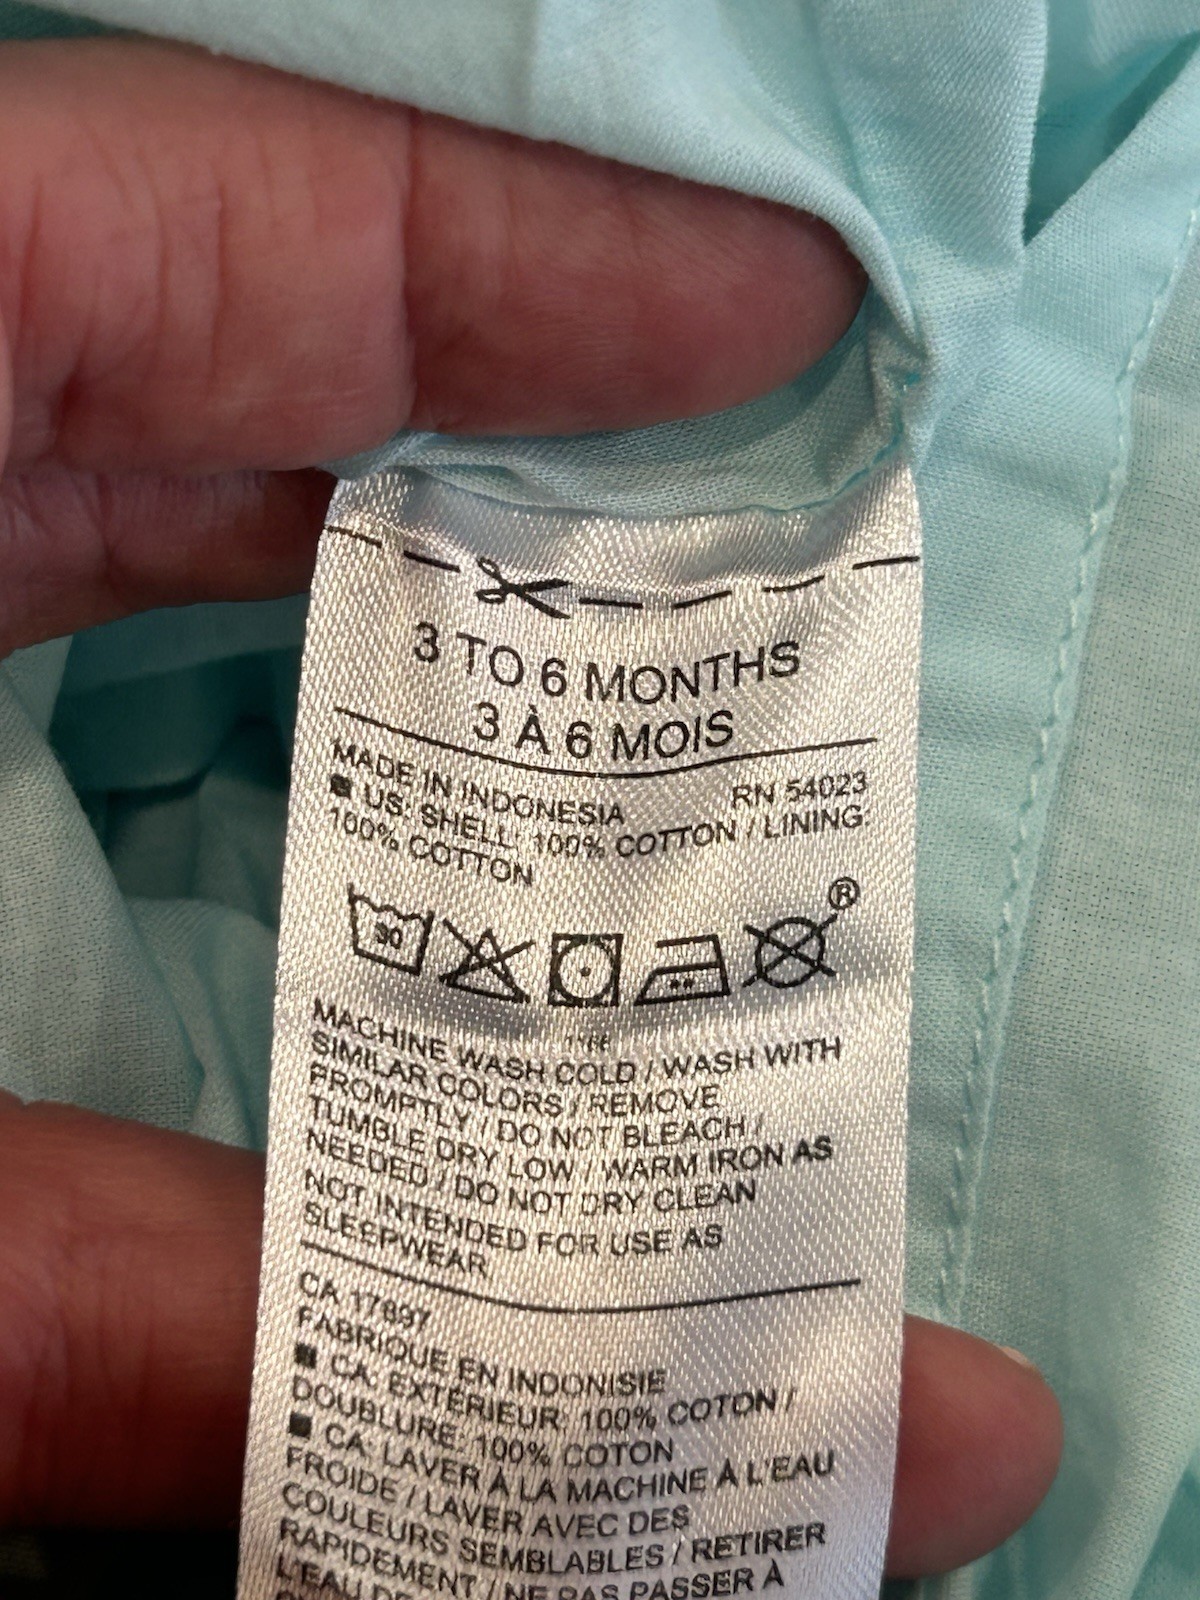 3 TO 6 MONTHS
3 À 6 MOIS
MADE IN INDONESIA RN 54023
US: SHELL: 100% COTTON / LINING:
100% COTTON
30
®
MACHINE WASH COLD / WASH WITH
SIMILAR COLORS / REMOVE
PROMPTLY / DO NOT BLEACH /
TUMBLE DRY LOW / WARM IRON AS
NEEDED / DO NOT DRY CLEAN
NOT INTENDED FOR USE AS
SLEEPWEAR
CA 17897
FABRIQUE EN INDONISIE
CA: EXTÉRIEUR: 100% COTON /
DOUBLURE: 100% COTON
CA: LAVER À LA MACHINE À L'EAU
FROIDE / LAVER AVEC DES
COULEURS SEMBLABLES / RETIRER
RAPIDEMENT / NE PAS PASSER À
L'EAU DE